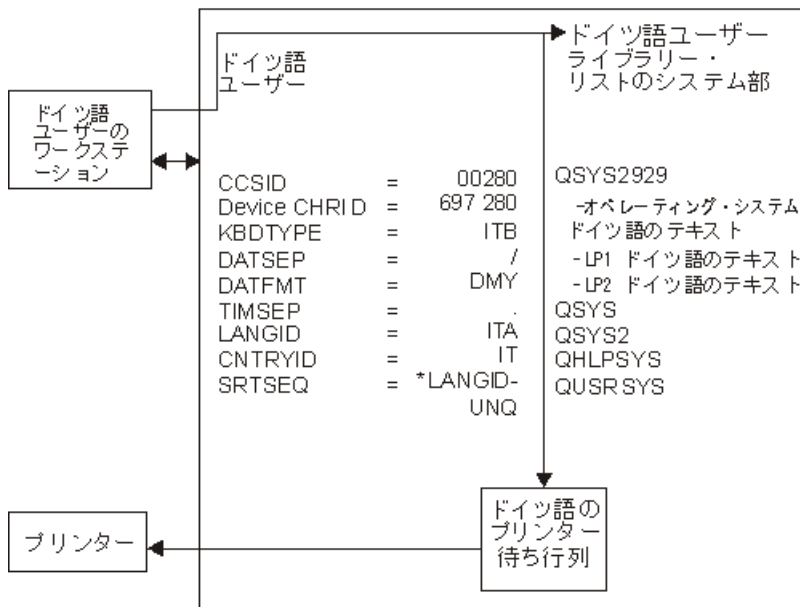 ドイツ語
ユーザー
ドイツ語ユーザー
ライブラリー・
リストのシステム部
ドイツ語
ユーザーの
ワークステ
ーション
CCSID = 00280
Device CHRID = 697 280
KBDTYPE = ITB
DATSEP = /
DATFMT = DMY
TIMSEP = .
LANGID = ITA
CNTRYID = IT
SRTSEQ = *LANGID-
UNQ
QSYS2929
-オペレーティング・システム
ドイツ語のテキスト
-LP1 ドイツ語のテキスト
-LP2 ドイツ語のテキスト
QSYS
QSYS2
QHLPSYS
QUSRSYS
ドイツ語の
プリンター
待ち行列
プリンター